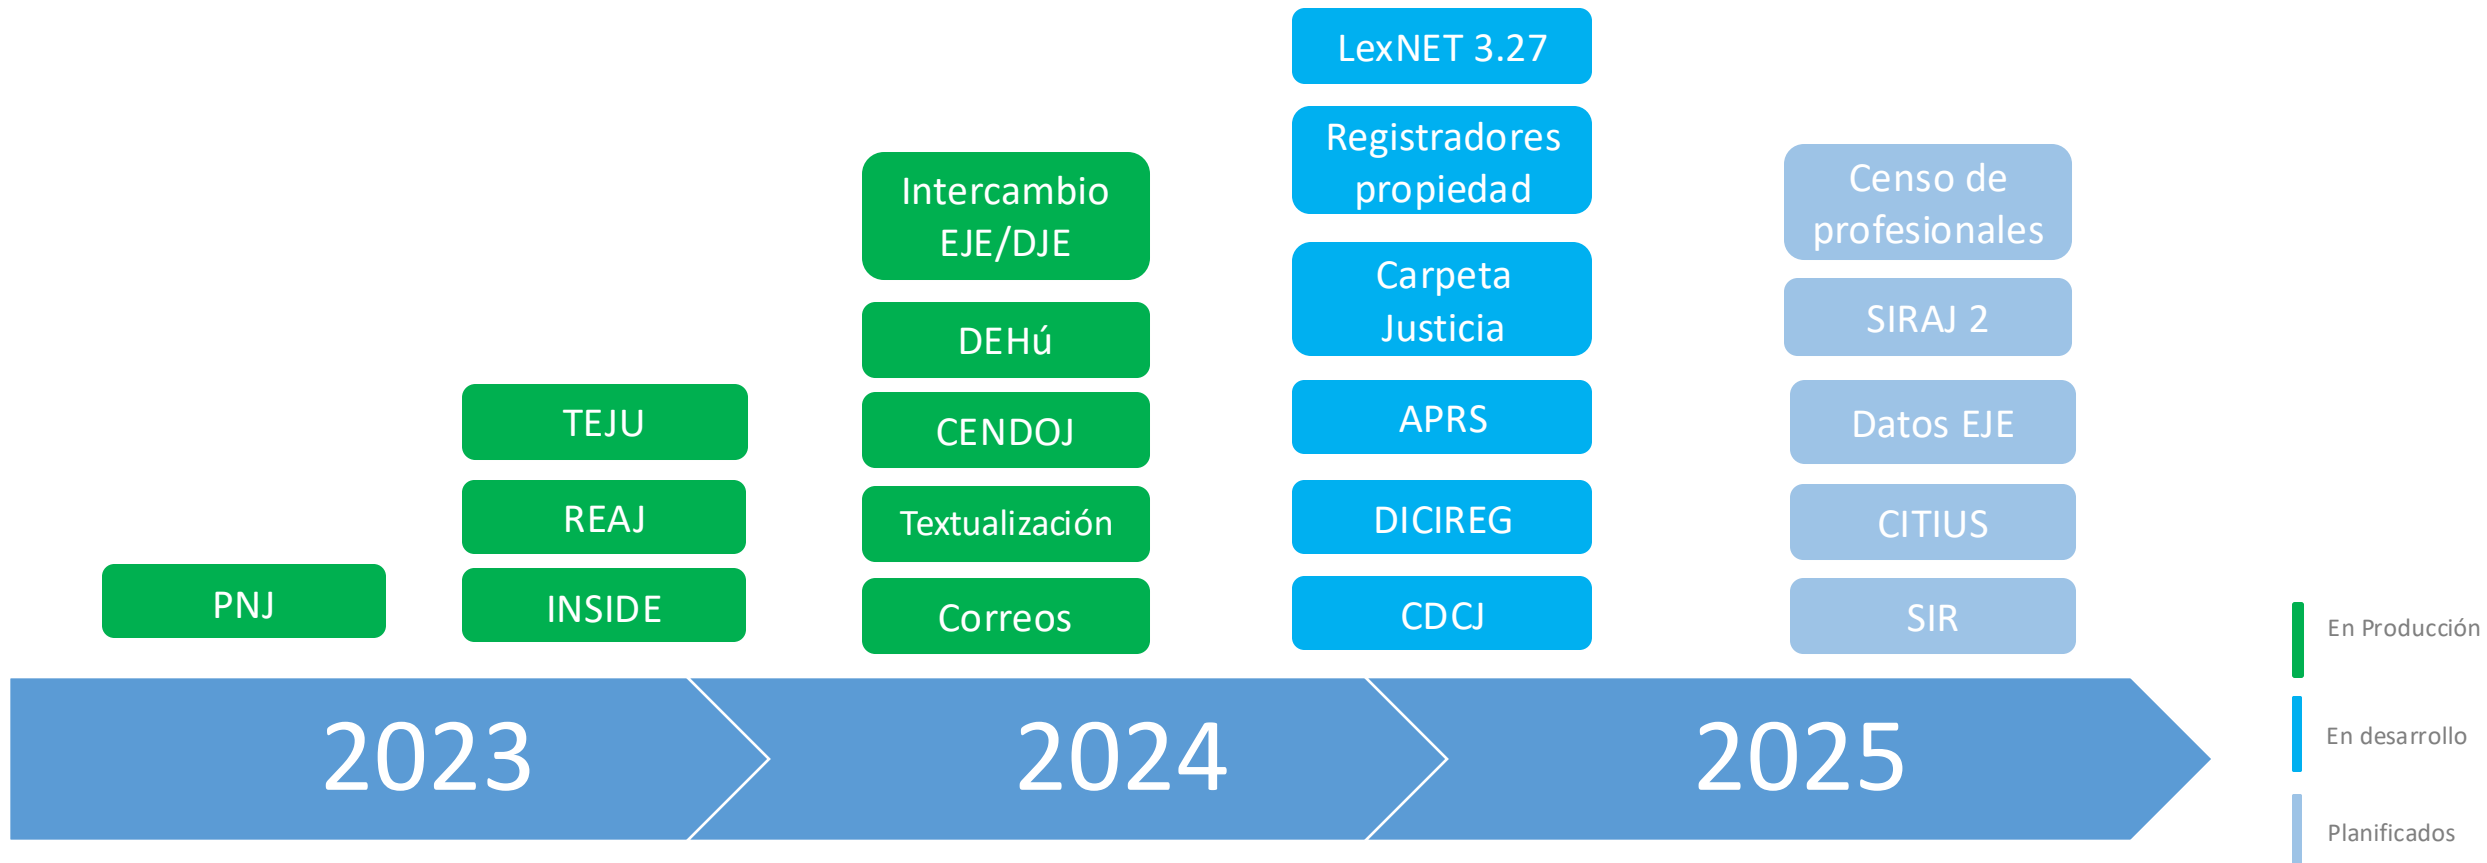 PNJ
TEJU
REAJ
INSIDE
Intercambio
EJE/DJE
DEHú
CENDOJ
Textualización
Correos
LexNET 3.27
Registradores
propiedad
Carpeta
Justicia
APRS
DICIREG
CDCJ
Censo de
profesionales
SIRAJ 2
Datos EJE
CITIUS
SIR
2023
2024
2025
En Producción
En desarrollo
Planificados